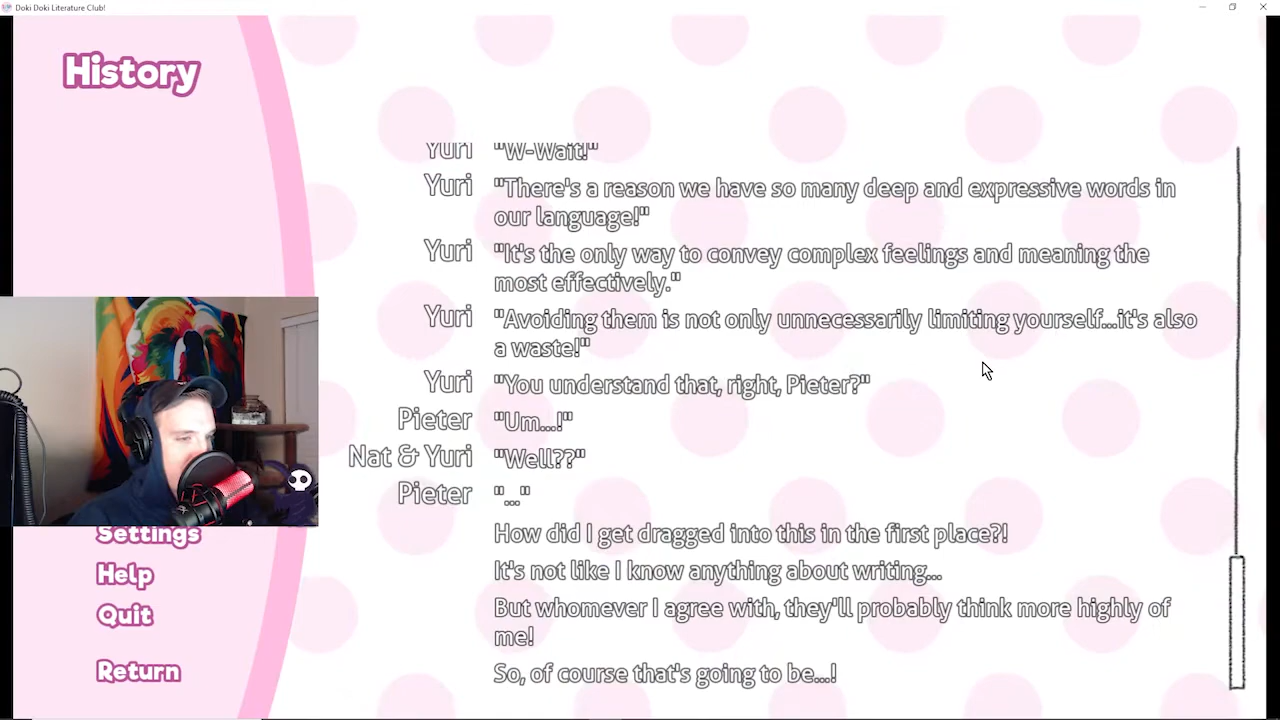 Doki Doki Literature Club!
History
Yuri "W-Wait!"
Yuri "There's a reason we have so many deep and expressive words in
our language!"
Yuri "It's the only way to convey complex feelings and meaning the
most effectively."
Yuri "Avoiding them is not only unnecessarily limiting yourself...it's also
a waste!"
Yuri "You understand that, right, Pieter?"
Pieter "Um...!"
Nat & Yuri "Well??"
Pieter "..."
How did I get dragged into this in the first place?!
It's not like I know anything about writing...
But whomever I agree with, they'll probably think more highly of
me!
So, of course that's going to be...!
Settings
Help
Quit
Return